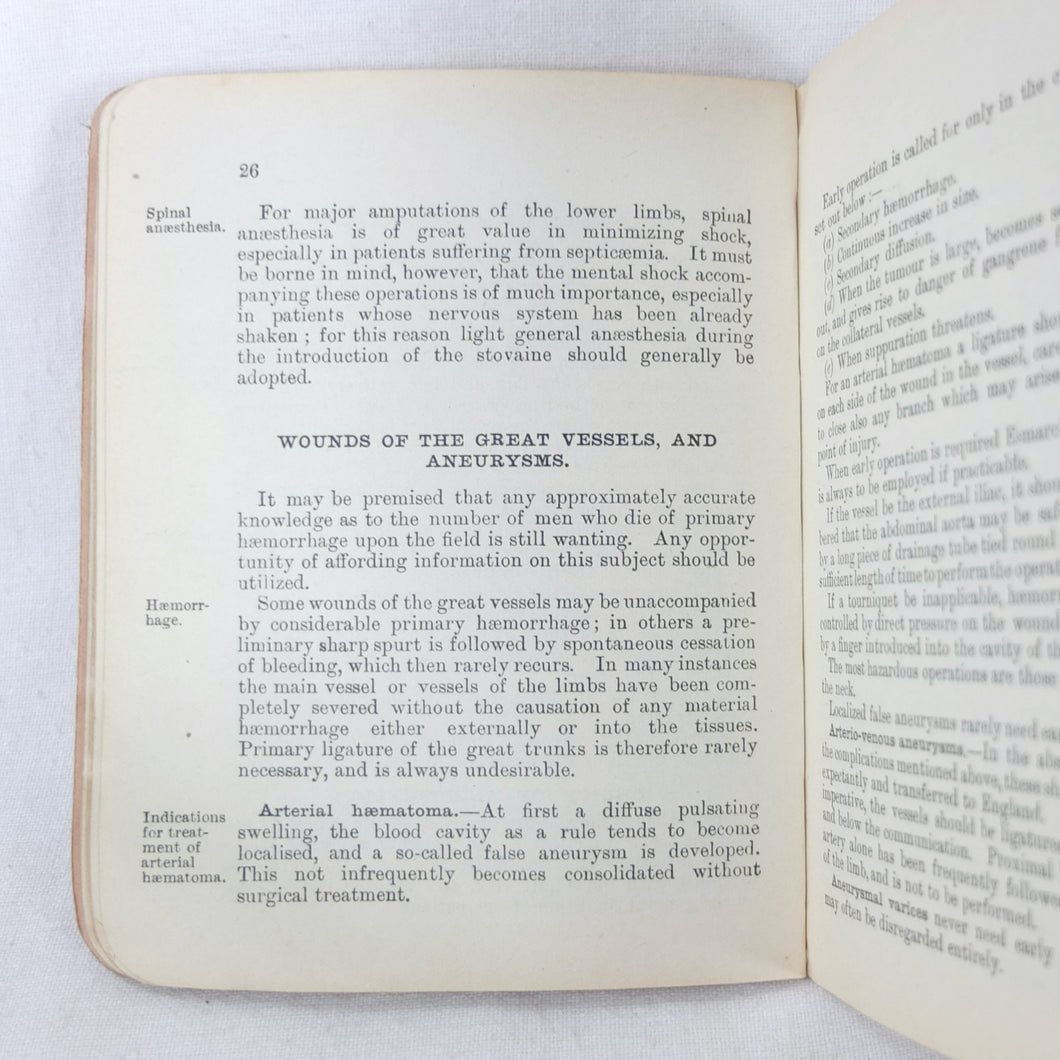 26
Spinal
anæsthesia.
For major amputations of the lower limbs, spinal
anæsthesia is of great value in minimizing shock,
especially in patients suffering from septicæmia. It must
be borne in mind, however, that the mental shock accom-
panying these operations is of much importance, especially
in patients whose nervous system has been already
shaken ; for this reason light general anæsthesia during
the introduction of the stovaine should generally be
adopted.
WOUNDS OF THE GREAT VESSELS, AND
ANEURYSMS.
It may be premised that any approximately accurate
knowledge as to the number of men who die of primary
hæmorrhage upon the field is still wanting. Any oppor-
tunity of affording information on this subject should be
utilized.
Hæmorr-
hage.
Some wounds of the great vessels may be unaccompanied
by considerable primary hæmorrhage ; in others a pre-
liminary sharp spurt is followed by spontaneous cessation
of bleeding, which then rarely recurs. In many instances
the main vessel or vessels of the limbs have been com-
pletely severed without the causation of any material
hæmorrhage either externally or into the tissues.
Primary ligature of the great trunks is therefore rarely
necessary, and is always undesirable.
Indications
for treat-
ment of
arterial
hæmatoma.
Arterial hæmatoma.—At first a diffuse pulsating
swelling, the blood cavity as a rule tends to become
localised, and a so-called false aneurysm is developed.
This not infrequently becomes consolidated without
surgical treatment.
Early operation is called for only in the
set out below :—
(a) Secondary hæmorrhage.
(b) Continuous increase in size.
(c) Secondary diffusion.
(d) When the tumour is large, becomes
out, and gives rise to danger of gangrene
on the collateral vessels.
(e) When suppuration threatens.
For an arterial hæmatoma a ligature shou
on each side of the wound in the vessel, care
to close also any branch which may arise
point of injury.
When early operation is required Esmarc
is always to be employed if practicable.
If the vessel be the external iliac, it shou
bered that the abdominal aorta may be saf
by a long piece of drainage tube tied round
sufficient length of time to perform the operat
If a tourniquet be inapplicable, hæmor
controlled by direct pressure on the wound
by a finger introduced into the cavity of th
The most hazardous operations are those
the neck.
Localized false aneurysms rarely need ear
Arterio-venous aneurysms.—In the abs
the complications mentioned above, these sh
expectantly and transferred to England.
imperative, the vessels should be ligature
and below the communication. Proximal
artery alone has been frequently followe
of the limb, and is not to be performed.
Aneurysmal varices never need early
may often be disregarded entirely.